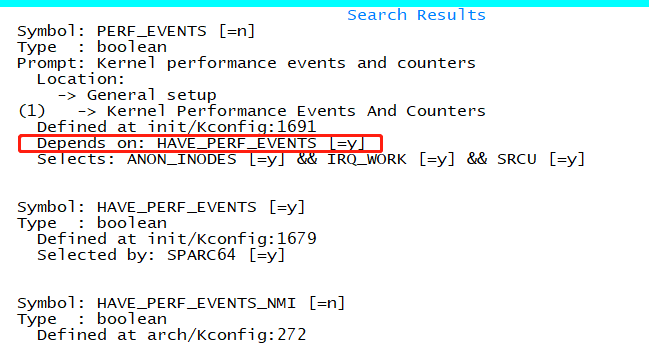 Search Results
Symbol: PERF_EVENTS [=n]
Type  : boolean
Prompt: Kernel performance events and counters
  Location:
    -> General setup
(1)   -> Kernel Performance Events And Counters
  Defined at init/Kconfig:1691
  Depends on: HAVE_PERF_EVENTS [=y]
  Selects: ANON_INODES [=y] && IRQ_WORK [=y] && SRCU [=y]
Symbol: HAVE_PERF_EVENTS [=y]
Type  : boolean
  Defined at init/Kconfig:1679
  Selected by: SPARC64 [=y]
Symbol: HAVE_PERF_EVENTS_NMI [=n]
Type  : boolean
  Defined at arch/Kconfig:272